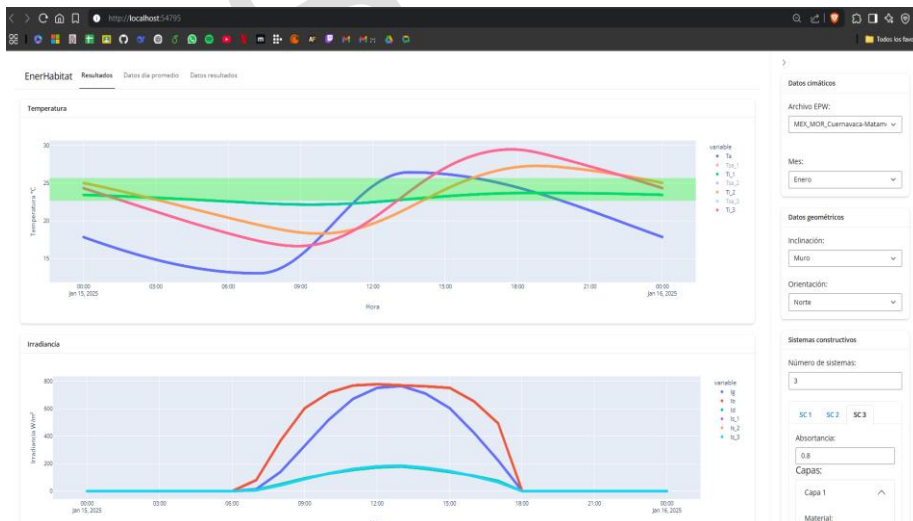 http://localhost:54795
Todos los favo
EnerHabitat
Resultados
Datos día promedio
Datos resultados
Temperatura
30
25
20
15
Temperatura °C
00:00
Jan 15, 2025
03:00
06:00
09:00
12:00
15:00
18:00
21:00
00:00
Jan 16, 2025
Hora
variable
Ta
Tsa_1
Ti_1
Tsa_2
Ti_2
Tsa_3
Ti_3
Irradiancia
800
600
400
200
0
Irradiancia W/m²
00:00
Jan 15, 2025
03:00
06:00
09:00
12:00
15:00
18:00
21:00
00:00
Jan 16, 2025
variable
Ig
Ib
Id
Is_1
Is_2
Is_3
Datos cimáticos
Archivo EPW:
MEX_MOR_Cuernavaca-Matam
Mes:
Enero
Datos geométricos
Inclinación:
Muro
Orientación:
Norte
Sistemas constructivos
Número de sistemas:
3
SC 1
SC 2
SC 3
Absortancia:
0.8
Capas:
Capa 1
Material: